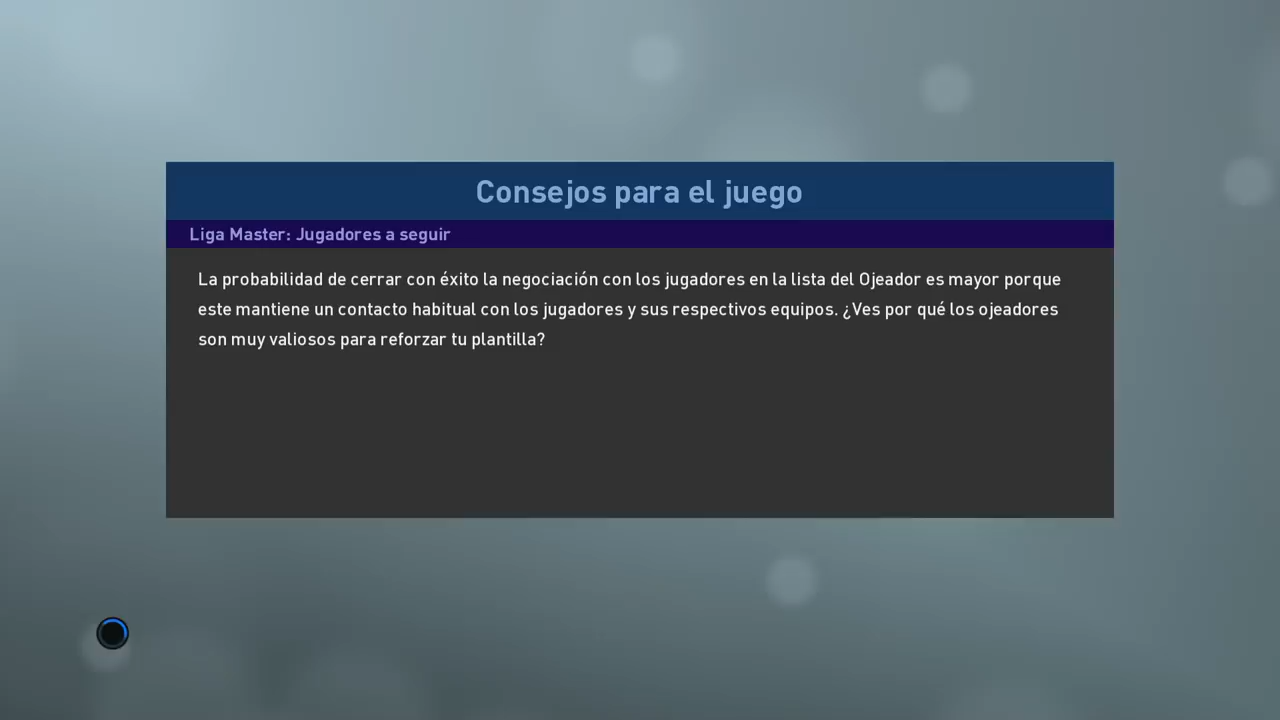 Consejos para el juego
Liga Master: Jugadores a seguir
La probabilidad de cerrar con éxito la negociación con los jugadores en la lista del Ojeador es mayor porque
este mantiene un contacto habitual con los jugadores y sus respectivos equipos. ¿Ves por qué los ojeadores
son muy valiosos para reforzar tu plantilla?